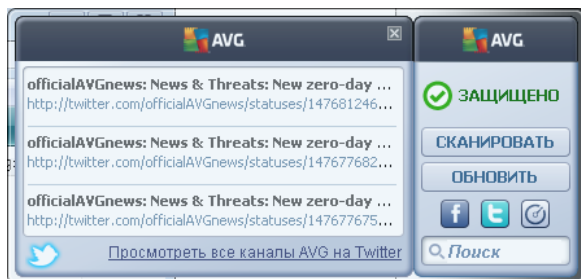 AVG
officialAVGnews: News & Threats: New zero-day ...
http://twitter.com/officialAVGnews/statuses/147681246...
officialAVGnews: News & Threats: New zero-day ...
http://twitter.com/officialAVGnews/statuses/147677682...
officialAVGnews: News & Threats: New zero-day ...
http://twitter.com/officialAVGnews/statuses/147677675...
Просмотреть все каналы AVG на Twitter
AVG
ЗАЩИЩЕНО
СКАНИРОВАТЬ
ОБНОВИТЬ
Поиск